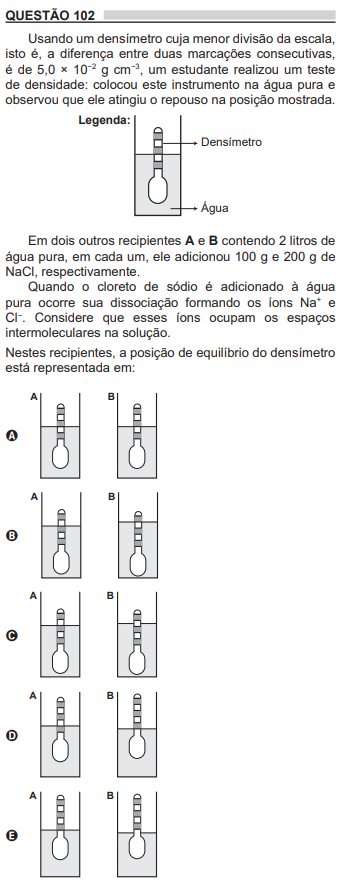 QUESTÃO 102
Usando um densímetro cuja menor divisão da escala,
isto é, a diferença entre duas marcações consecutivas,
é de 5,0 × 10⁻² g cm⁻³, um estudante realizou um teste
de densidade: colocou este instrumento na água pura e
observou que ele atingiu o repouso na posição mostrada.
Legenda:
Densímetro
Água
Em dois outros recipientes A e B contendo 2 litros de
água pura, em cada um, ele adicionou 100 g e 200 g de
NaCl, respectivamente.
Quando o cloreto de sódio é adicionado à água
pura ocorre sua dissociação formando os íons Na⁺ e
Cl⁻. Considere que esses íons ocupam os espaços
intermoleculares na solução.
Nestes recipientes, a posição de equilíbrio do densímetro
está representada em:
A B
A
A B
B
A B
C
A B
D
A B
E